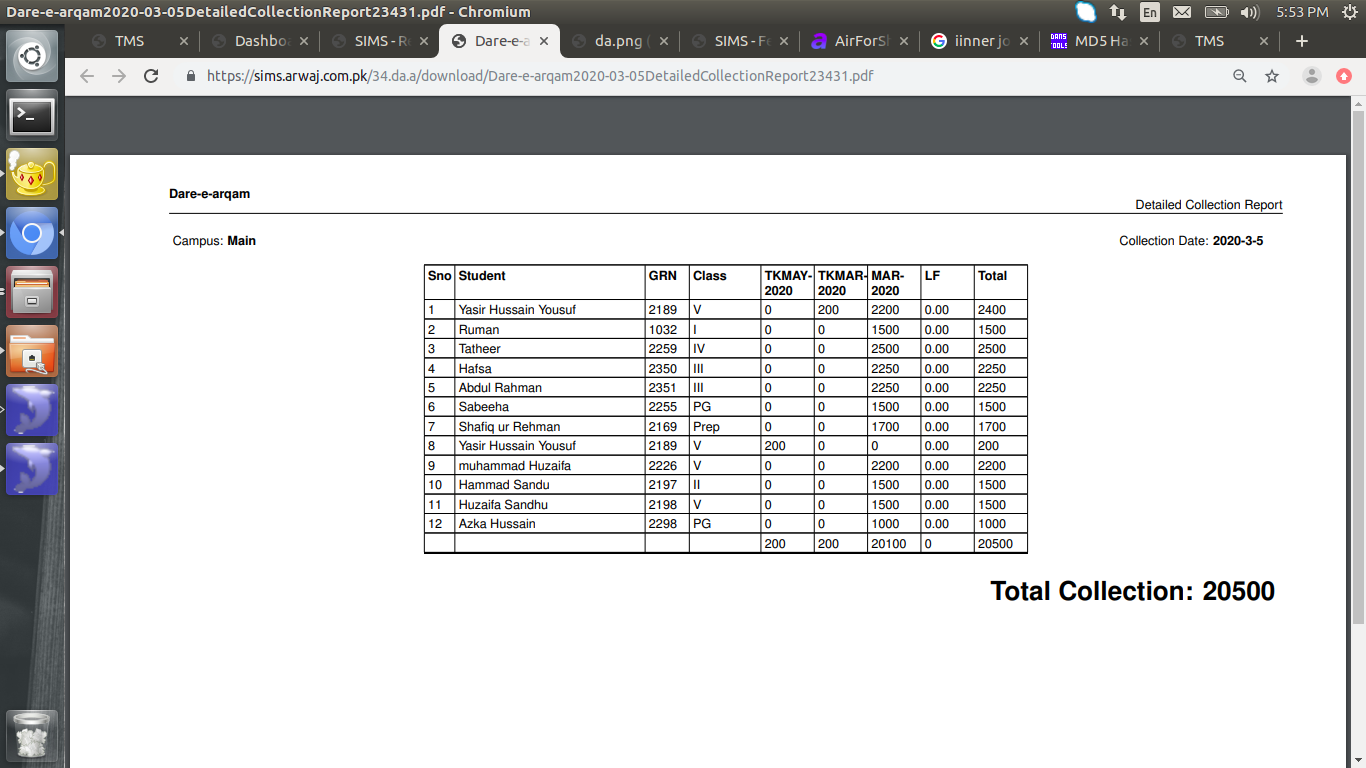 Dare-e-arqam2020-03-05DetailedCollectionReport23431.pdf - Chromium En 5:53 PM
TMS Dashbo SIMS - R Dare-e-a da.png ( SIMS - Fe AirForSh iinner jo MD5 Ha TMS
https://sims.arwaj.com.pk/34.da.a/download/Dare-e-arqam2020-03-05DetailedCollectionReport23431.pdf
Dare-e-arqam
Detailed Collection Report
Campus: Main Collection Date: 2020-3-5
Sno Student GRN Class TKMAY-2020 TKMAR-2020 MAR-2020 LF Total
1 Yasir Hussain Yousuf 2189 V 0 200 2200 0.00 2400
2 Ruman 1032 I 0 0 1500 0.00 1500
3 Tatheer 2259 IV 0 0 2500 0.00 2500
4 Hafsa 2350 III 0 0 2250 0.00 2250
5 Abdul Rahman 2351 III 0 0 2250 0.00 2250
6 Sabeeha 2255 PG 0 0 1500 0.00 1500
7 Shafiq ur Rehman 2169 Prep 0 0 1700 0.00 1700
8 Yasir Hussain Yousuf 2189 V 200 0 0 0.00 200
9 muhammad Huzaifa 2226 V 0 0 2200 0.00 2200
10 Hammad Sandu 2197 II 0 0 1500 0.00 1500
11 Huzaifa Sandhu 2198 V 0 0 1500 0.00 1500
12 Azka Hussain 2298 PG 0 0 1000 0.00 1000
200 200 20100 0 20500
Total Collection: 20500